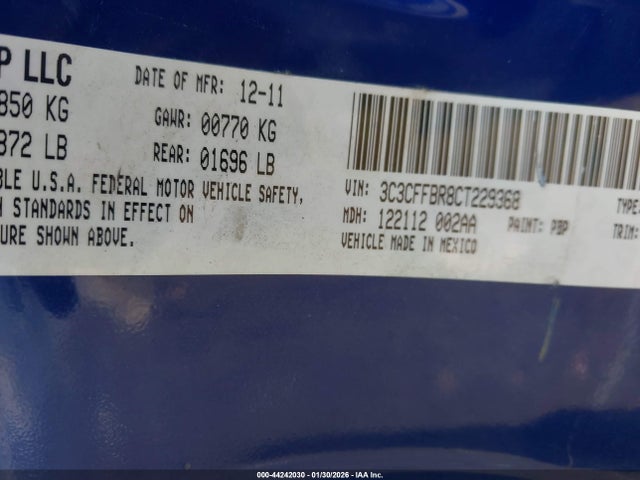 P LLC
850 KG
872 LB
DATE OF MFR: 12-11
GAWR: 00770 KG
REAR: 01696 LB
BLE U.S.A. FEDERAL MOTOR VEHICLE SAFETY,
STANDARDS IN EFFECT ON
URE SHOWN ABOVE.
VIN: 3C3CFFBR8CT229368
MDH: 122112 002AA PAINT: PBP
VEHICLE MADE IN MEXICO
TYPE:
TRIM:
000-44242030 - 01/30/2026 - IAA Inc.